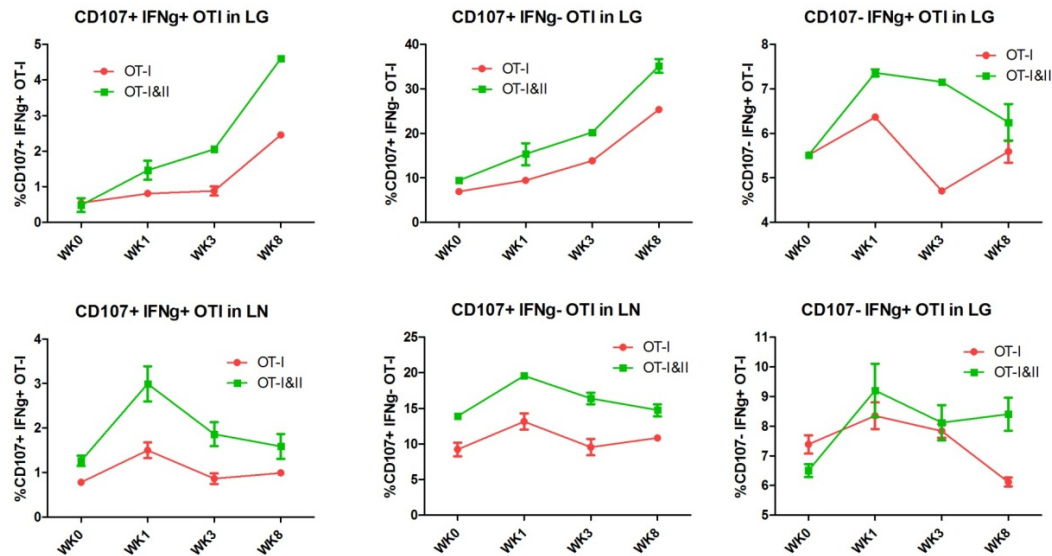 CD107+ IFNg+ OTI in LG
%CD107+ IFNg+ OT-I
5
4
3
2
1
0
OT-I
OT-I&II
WK0
WK1
WK3
WK8
CD107+ IFNg- OTI in LG
%CD107+ IFNg- OT-I
40
30
20
10
0
OT-I
OT-I&II
WK0
WK1
WK3
WK8
CD107- IFNg+ OTI in LG
%CD107- IFNg+ OT-I
8
7
6
5
4
OT-I
OT-I&II
WK0
WK1
WK3
WK8
CD107+ IFNg+ OTI in LN
%CD107+ IFNg+ OT-I
4
3
2
1
0
OT-I
OT-I&II
WK0
WK1
WK3
WK8
CD107+ IFNg- OTI in LN
%CD107+ IFNg- OT-I
25
20
15
10
5
0
OT-I
OT-I&II
WK0
WK1
WK3
WK8
CD107- IFNg+ OTI in LG
%CD107- IFNg+ OT-I
11
10
9
8
7
6
5
OT-I
OT-I&II
WK0
WK1
WK3
WK8